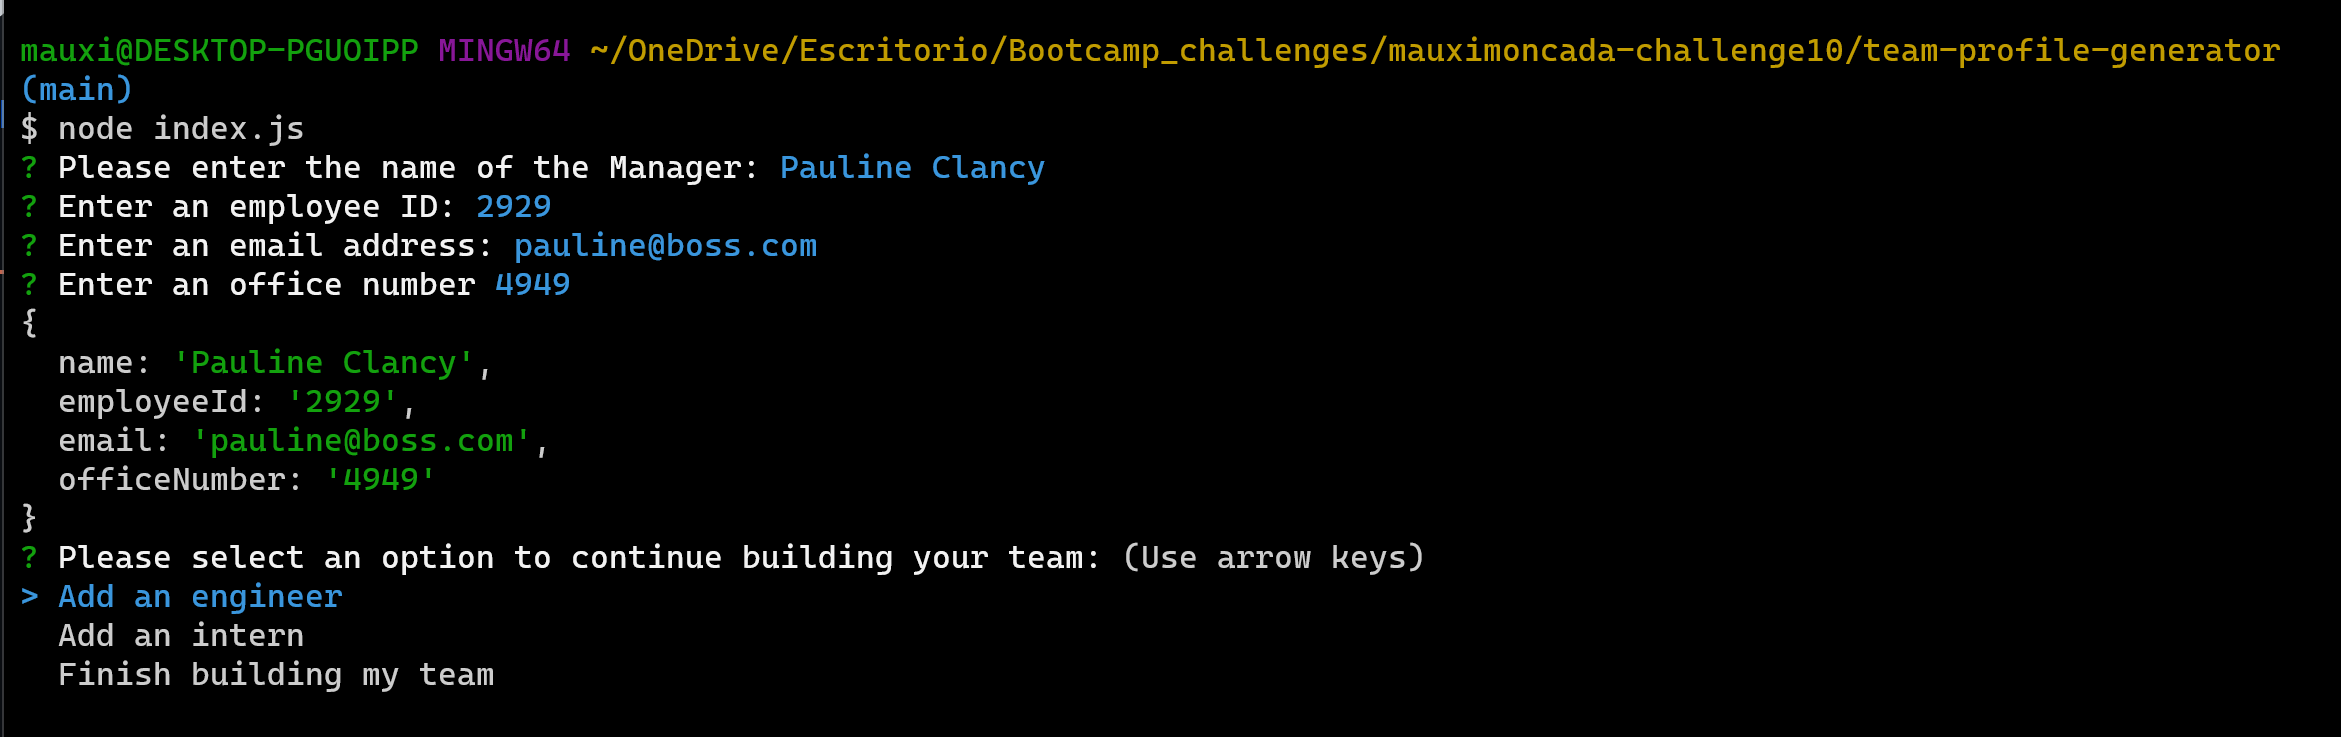 mauxi@DESKTOP-PGUOIPP MINGW64 ~/OneDrive/Escritorio/Bootcamp_challenges/mauximoncada-challenge10/team-profile-generator
(main)
$ node index.js
? Please enter the name of the Manager: Pauline Clancy
? Enter an employee ID: 2929
? Enter an email address: pauline@boss.com
? Enter an office number 4949
{
  name: 'Pauline Clancy',
  employeeId: '2929',
  email: 'pauline@boss.com',
  officeNumber: '4949'
}
? Please select an option to continue building your team: (Use arrow keys)
> Add an engineer
  Add an intern
  Finish building my team